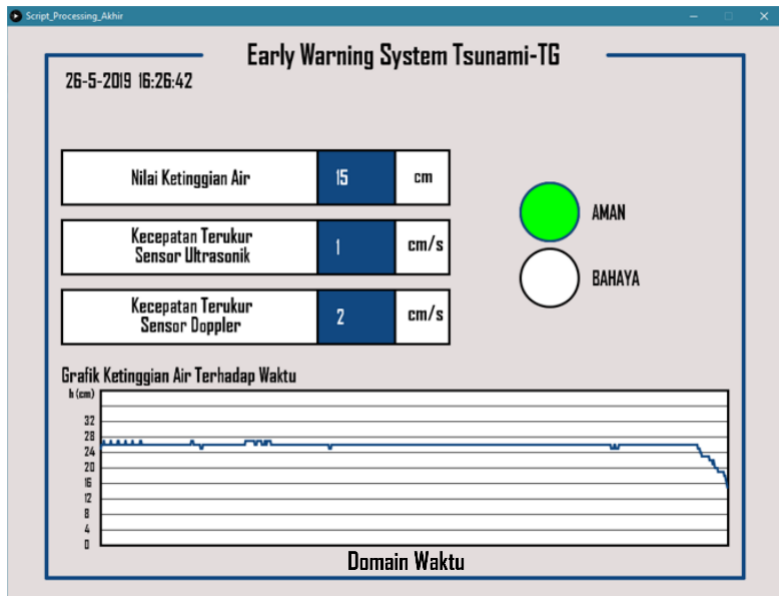 Script_Processing_Akhir
Early Warning System Tsunami-TG
26-5-2019 16:26:42
Nilai Ketinggian Air 15 cm
AMAN
Kecepatan Terukur
Sensor Ultrasonik
1 cm/s
BAHAYA
Kecepatan Terukur
Sensor Doppler
2 cm/s
Grafik Ketinggian Air Terhadap Waktu
h (cm)
32
28
24
20
16
12
8
4
0
Domain Waktu